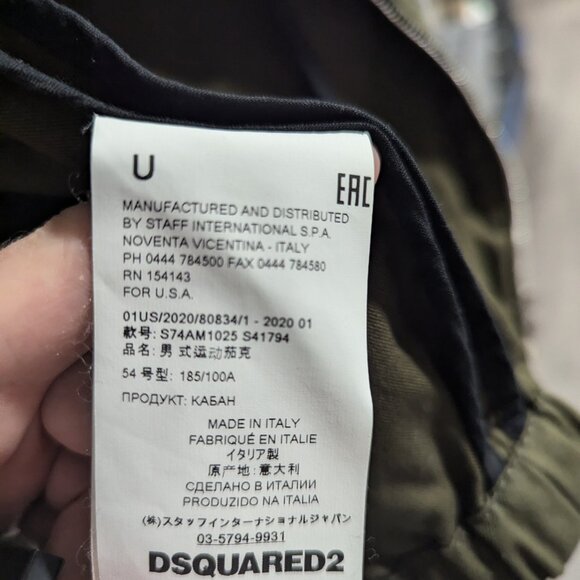 U
EAC
MANUFACTURED AND DISTRIBUTED
BY STAFF INTERNATIONAL S.P.A.
NOVENTA VICENTINA - ITALY
PH 0444 784500 FAX 0444 784580
RN 154143
FOR U.S.A.
01US/2020/80834/1 - 2020 01
款号: S74AM1025 S41794
品名: 男 式运动茄克
54 号型: 185/100A
ПРОДУКТ: КАБАН
MADE IN ITALY
FABRIQUÉ EN ITALIE
イタリア製
原产地: 意大利
СДЕЛАНО В ИТАЛИИ
PRODUZIDO NA ITALIA
(株)スタッフインターナショナルジャパン
03-5794-9931
DSQUARED2